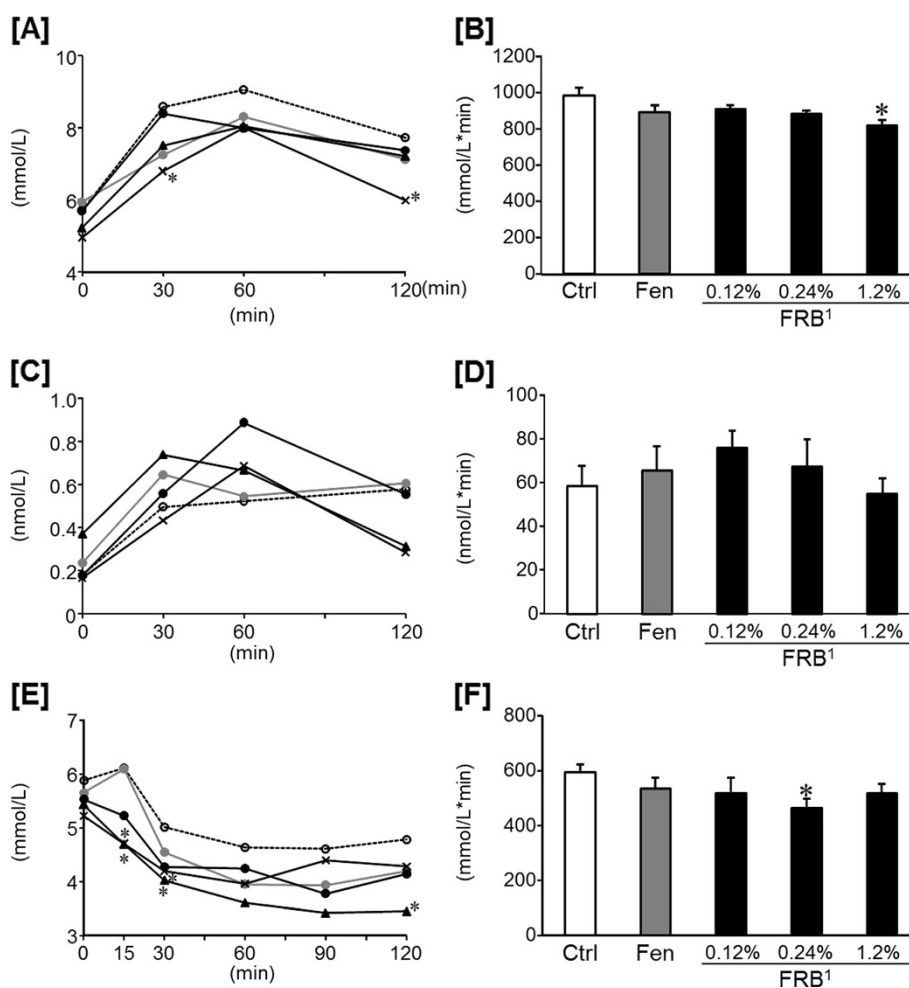 [A]
(mmol/L)
10
8
6
4
0 30 60 120 (min)
(min)
*
*
[B]
(mmol/L*min)
1200
1000
800
600
400
200
0
*
Ctrl Fen 0.12% 0.24% 1.2%
FRB¹
[C]
(nmol/L)
1.0
0.8
0.6
0.4
0.2
0
0 30 60 120
(min)
[D]
(nmol/L*min)
100
80
60
40
20
0
Ctrl Fen 0.12% 0.24% 1.2%
FRB¹
[E]
(mmol/L)
7
6
5
4
3
*
*
*
*
*
0 15 30 60 90 120
(min)
[F]
(mmol/L*min)
800
600
400
200
0
*
Ctrl Fen 0.12% 0.24% 1.2%
FRB¹